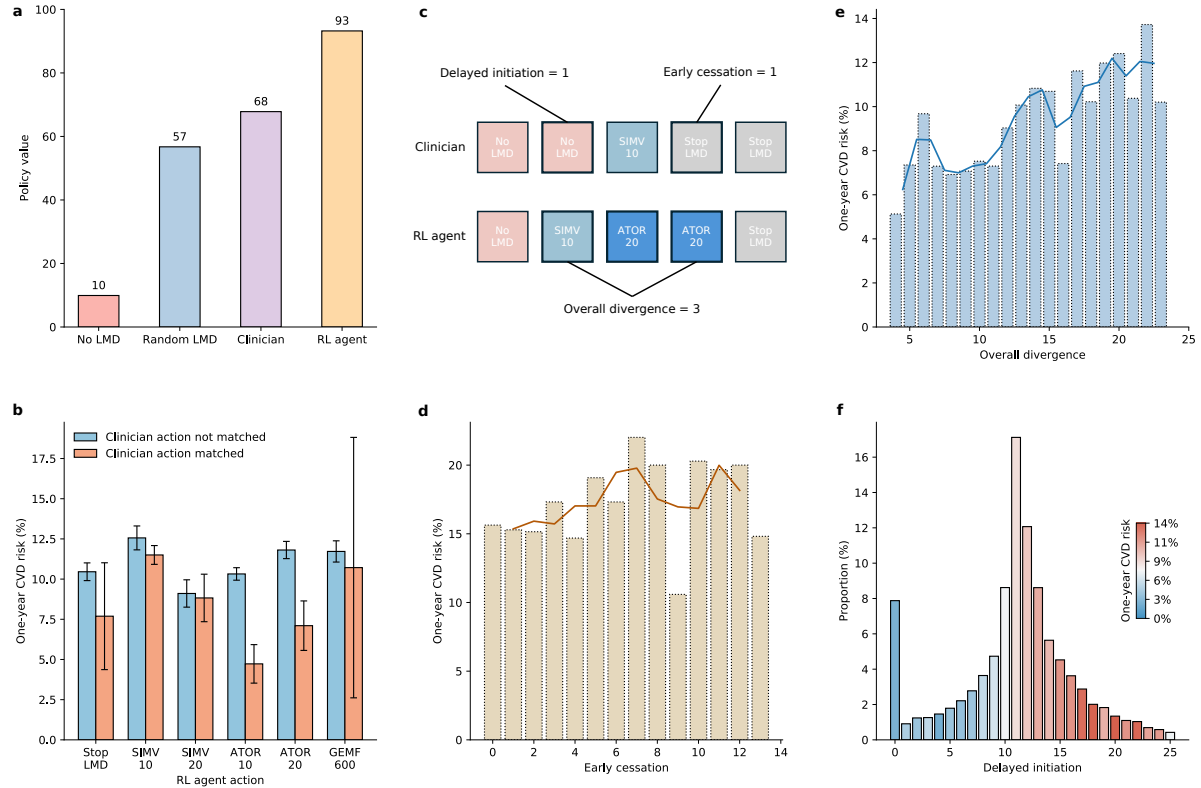 a
100
80
60
40
20
0
Policy value
10
57
68
93
No LMD
Random LMD
Clinician
RL agent
c
Delayed initiation = 1
Early cessation = 1
Clinician
No
LMD
No
LMD
SIMV
10
Stop
LMD
Stop
LMD
RL agent
No
LMD
SIMV
10
ATOR
20
ATOR
20
Stop
LMD
Overall divergence = 3
e
14
12
10
8
6
4
2
0
One-year CVD risk (%)
5
10
15
20
25
Overall divergence
b
Clinician action not matched
Clinician action matched
17.5
15.0
12.5
10.0
7.5
5.0
2.5
0.0
One-year CVD risk (%)
Stop
LMD
SIMV
10
SIMV
20
ATOR
10
ATOR
20
GEMF
600
RL agent action
d
20
15
10
5
0
One-year CVD risk (%)
0
2
4
6
8
10
12
14
Early cessation
f
16
14
12
10
8
6
4
2
0
Proportion (%)
0
5
10
15
20
25
Delayed initiation
One-year CVD risk
14%
11%
9%
6%
3%
0%